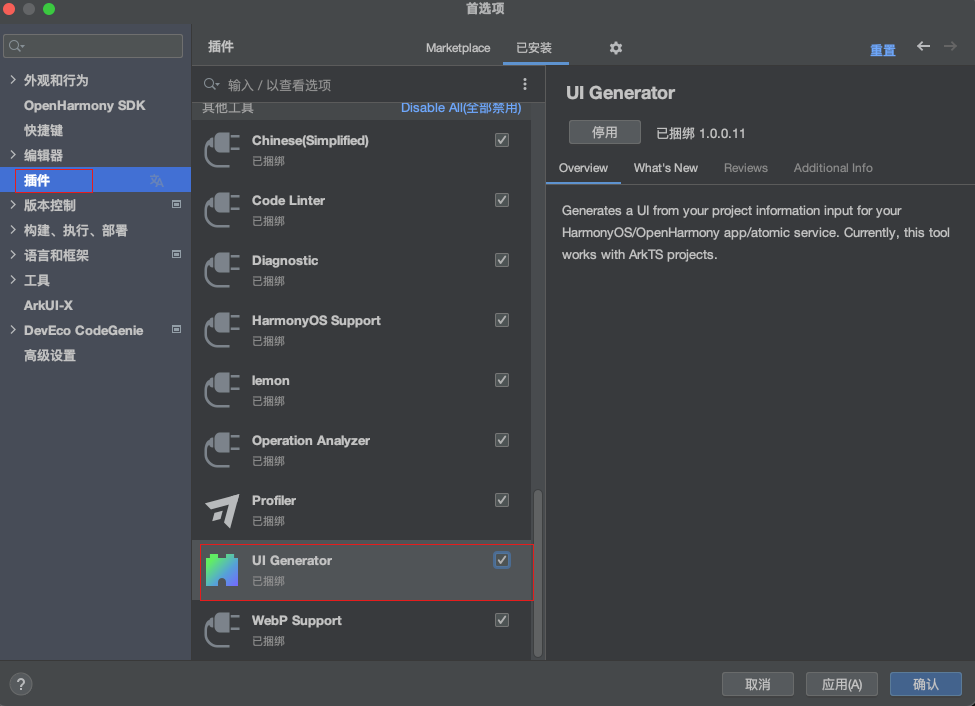 首选项
外观和行为
OpenHarmony SDK
快捷键
编辑器
插件
版本控制
构建、执行、部署
语言和框架
工具
ArkUI-X
DevEco CodeGenie
高级设置
插件
Marketplace
已安装
重置
输入 / 以查看选项
其他工具
Disable All(全部禁用)
Chinese(Simplified)
已捆绑
Code Linter
已捆绑
Diagnostic
已捆绑
HarmonyOS Support
已捆绑
lemon
已捆绑
Operation Analyzer
已捆绑
Profiler
已捆绑
UI Generator
已捆绑
WebP Support
已捆绑
UI Generator
停用
已捆绑 1.0.0.11
Overview
What's New
Reviews
Additional Info
Generates a UI from your project information input for your
HarmonyOS/OpenHarmony app/atomic service. Currently, this tool
works with ArkTS projects.
?
取消
应用(A)
确认